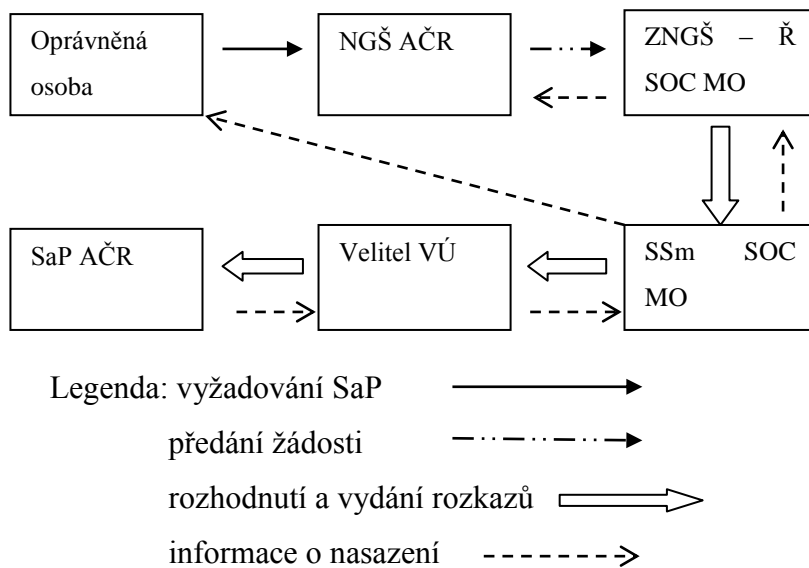 Oprávněná
osoba
NGŠ AČR
ZNGŠ – Ř
SOC MO
SaP AČR
Velitel VÚ
SSm SOC
MO
Legenda: vyžadování SaP
předání žádosti
rozhodnutí a vydání rozkazů
informace o nasazení